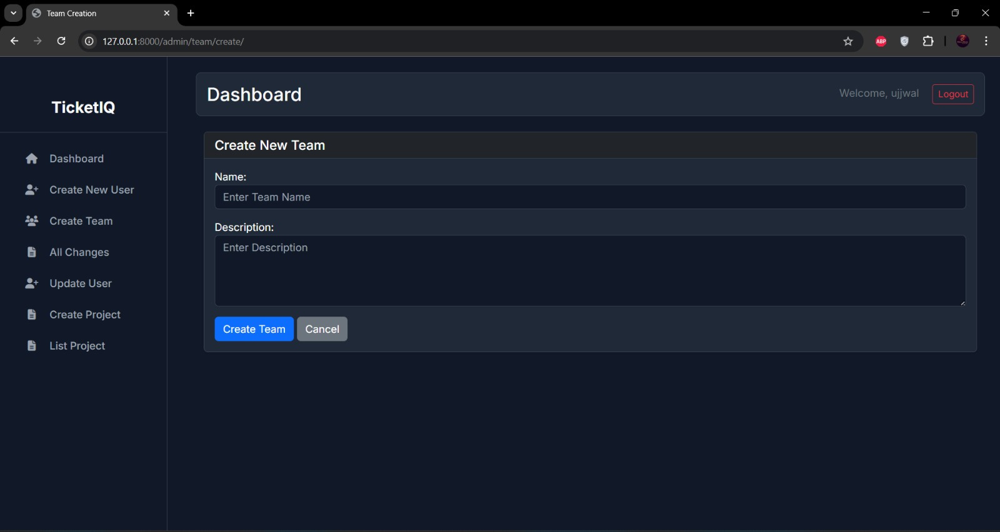 Team Creation
127.0.0.1:8000/admin/team/create/
ABP
TicketIQ
Dashboard
Create New User
Create Team
All Changes
Update User
Create Project
List Project
Dashboard
Welcome, ujjwal
Logout
Create New Team
Name:
Enter Team Name
Description:
Enter Description
Create Team Cancel